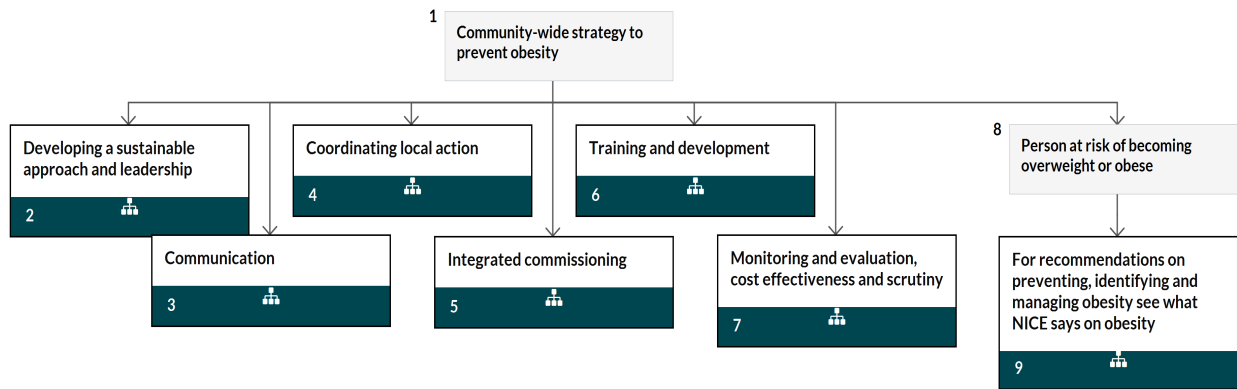 1
Community-wide strategy to
prevent obesity
Developing a sustainable
approach and leadership
2
Communication
3
Coordinating local action
4
Integrated commissioning
5
Training and development
6
Monitoring and evaluation,
cost effectiveness and scrutiny
7
8
Person at risk of becoming
overweight or obese
For recommendations on
preventing, identifying and
managing obesity see what
NICE says on obesity
9